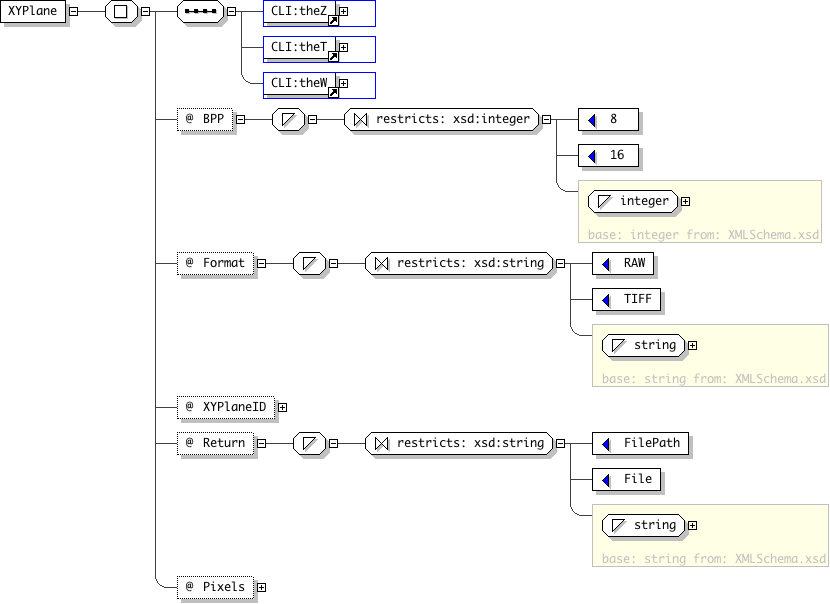 XYPlane
CLI:theZ
CLI:theT
CLI:theW
@ BPP restricts: xsd:integer 8
16
integer
base: integer from: XMLSchema.xsd
@ Format restricts: xsd:string RAW
TIFF
string
base: string from: XMLSchema.xsd
@ XYPlaneID
@ Return restricts: xsd:string FilePath
File
string
base: string from: XMLSchema.xsd
@ Pixels